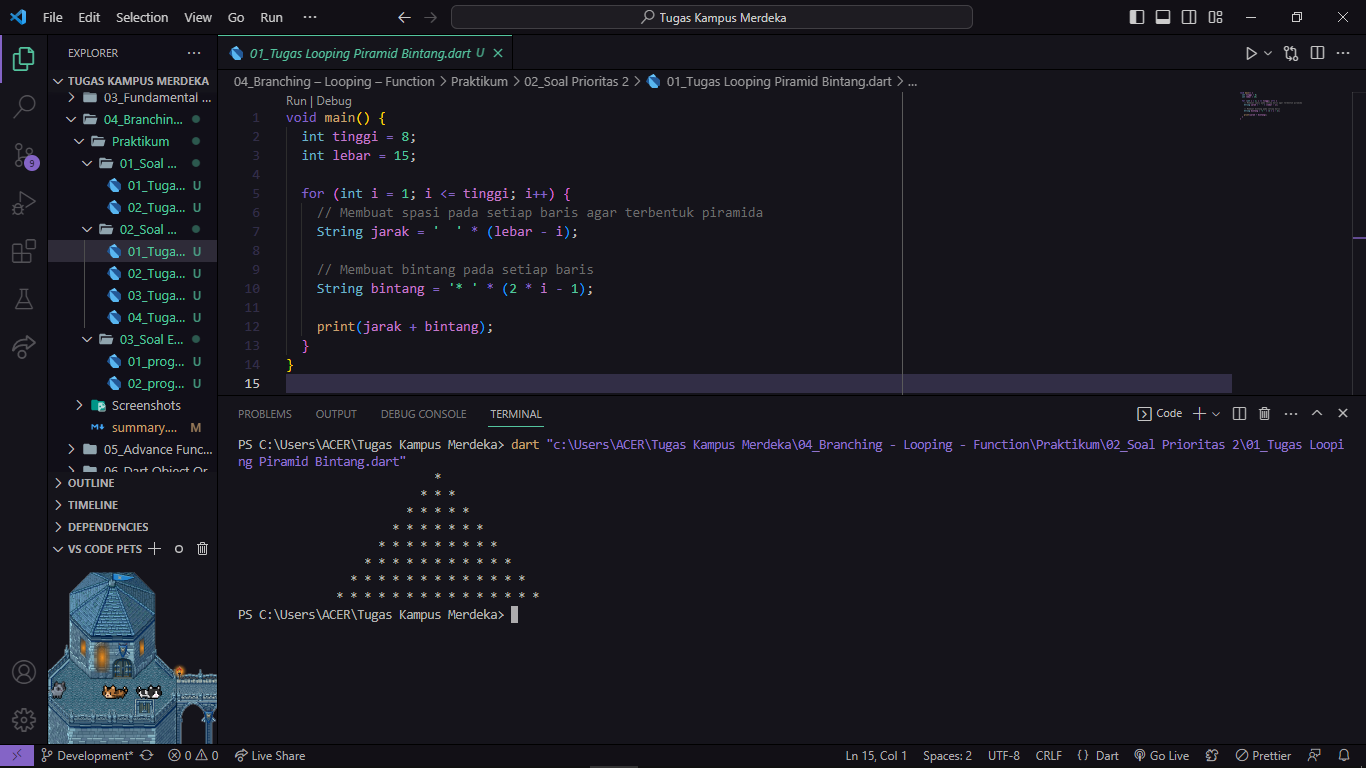 File Edit Selection View Go Run ···
Tugas Kampus Merdeka
EXPLORER ···
TUGAS KAMPUS MERDEKA
03_Fundamental ...
04_Branchin...
Praktikum
01_Soal ...
01_Tuga... U
02_Tuga... U
02_Soal ...
01_Tuga... U
02_Tuga... U
03_Tuga... U
04_Tuga... U
03_Soal E...
01_prog... U
02_prog... U
Screenshots
summary.... M
05_Advance Func...
06_Dart Object Or
OUTLINE
TIMELINE
DEPENDENCIES
VS CODE PETS
9
01_Tugas Looping Piramid Bintang.dart U
04_Branching – Looping – Function > Praktikum > 02_Soal Prioritas 2 > 01_Tugas Looping Piramid Bintang.dart > ...
Run | Debug
1 void main() {
2 int tinggi = 8;
3 int lebar = 15;
4
5 for (int i = 1; i <= tinggi; i++) {
6 // Membuat spasi pada setiap baris agar terbentuk piramida
7 String jarak = '  ' * (lebar - i);
8
9 // Membuat bintang pada setiap baris
10 String bintang = '* ' * (2 * i - 1);
11
12 print(jarak + bintang);
13 }
14 }
15
PROBLEMS OUTPUT DEBUG CONSOLE TERMINAL
Code
PS C:\Users\ACER\Tugas Kampus Merdeka> dart "c:\Users\ACER\Tugas Kampus Merdeka\04_Branching - Looping - Function\Praktikum\02_Soal Prioritas 2\01_Tugas Loopi
ng Piramid Bintang.dart"
*
* * *
* * * * *
* * * * * * *
* * * * * * * * *
* * * * * * * * * * *
* * * * * * * * * * * * *
* * * * * * * * * * * * * * *
PS C:\Users\ACER\Tugas Kampus Merdeka>
Development* 0 0 Live Share
Ln 15, Col 1 Spaces: 2 UTF-8 CRLF {} Dart Go Live Prettier